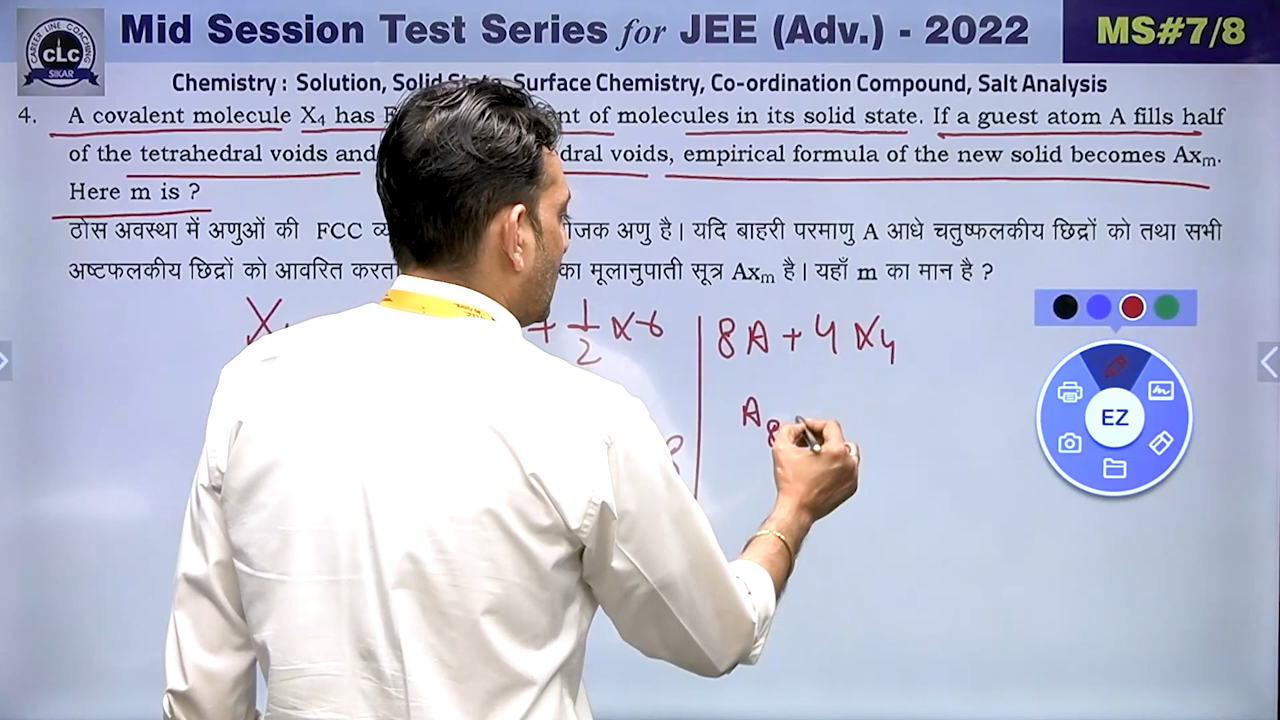 CAREER LINE COACHING
CLC
SIKAR
Mid Session Test Series for JEE (Adv.) - 2022
MS#7/8
Chemistry : Solution, Solid State, Surface Chemistry, Co-ordination Compound, Salt Analysis
4. A covalent molecule X₄ has of molecules in its solid state. If a guest atom A fills half
of the tetrahedral voids and voids, empirical formula of the new solid becomes Axₘ.
Here m is ?
ठोस अवस्था में अणुओं की FCC अणु है। यदि बाहरी परमाणु A आधे चतुष्फलकीय छिद्रों को तथा सभी
अष्टफलकीय छिद्रों को आवरित का मूलानुपाती सूत्र Axₘ है। यहाँ m का मान है ?
X + 1/2 × 6 8A + 4 X₄
A₈
EZ